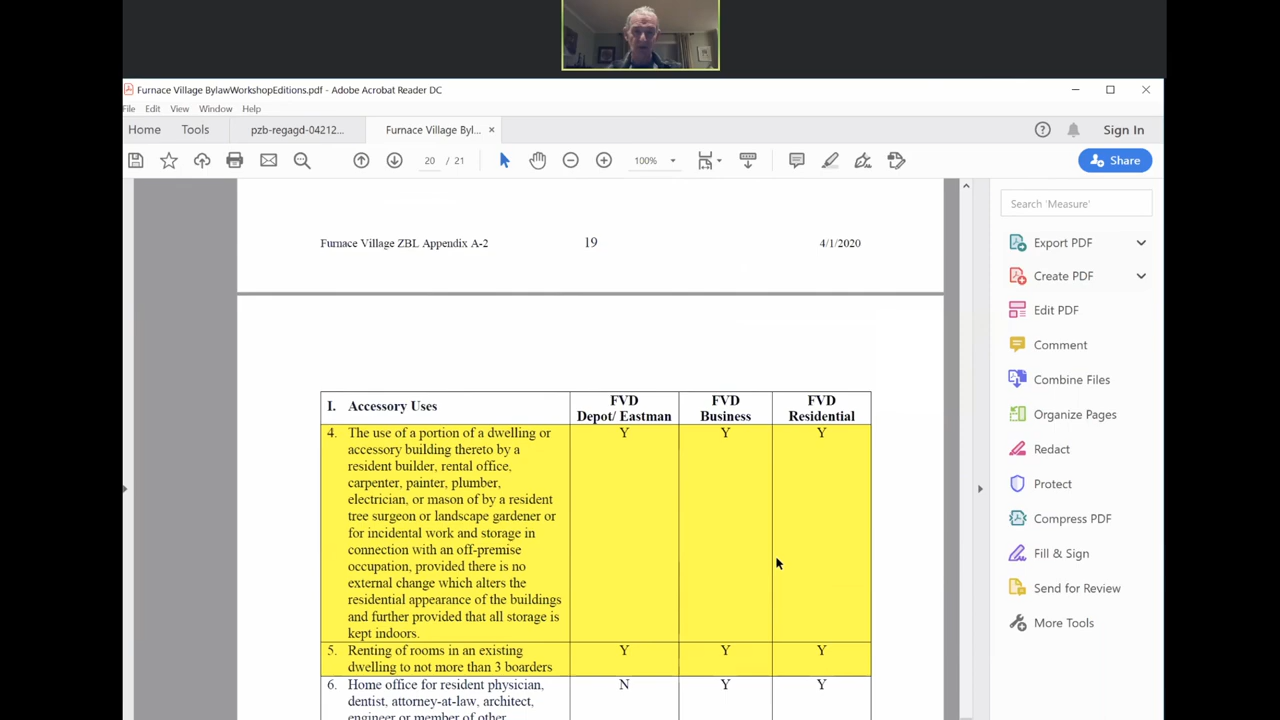 Furnace Village BylawWorkshopEditions.pdf - Adobe Acrobat Reader DC
File Edit View Window Help
Home Tools pzb-regagd-04212... Furnace Village Byl... × ? Sign In
20 / 21 100% Share
Search 'Measure'
Export PDF
Create PDF
Edit PDF
Comment
Combine Files
Organize Pages
Redact
Protect
Compress PDF
Fill & Sign
Send for Review
More Tools
Furnace Village ZBL Appendix A-2 19 4/1/2020
I. Accessory Uses FVD Depot/ Eastman FVD Business FVD Residential
4. The use of a portion of a dwelling or Y Y Y
accessory building thereto by a
resident builder, rental office,
carpenter, painter, plumber,
electrician, or mason of by a resident
tree surgeon or landscape gardener or
for incidental work and storage in
connection with an off-premise
occupation, provided there is no
external change which alters the
residential appearance of the buildings
and further provided that all storage is
kept indoors.
5. Renting of rooms in an existing Y Y Y
dwelling to not more than 3 boarders
6. Home office for resident physician, N Y Y
dentist, attorney-at-law, architect,
engineer or member of other